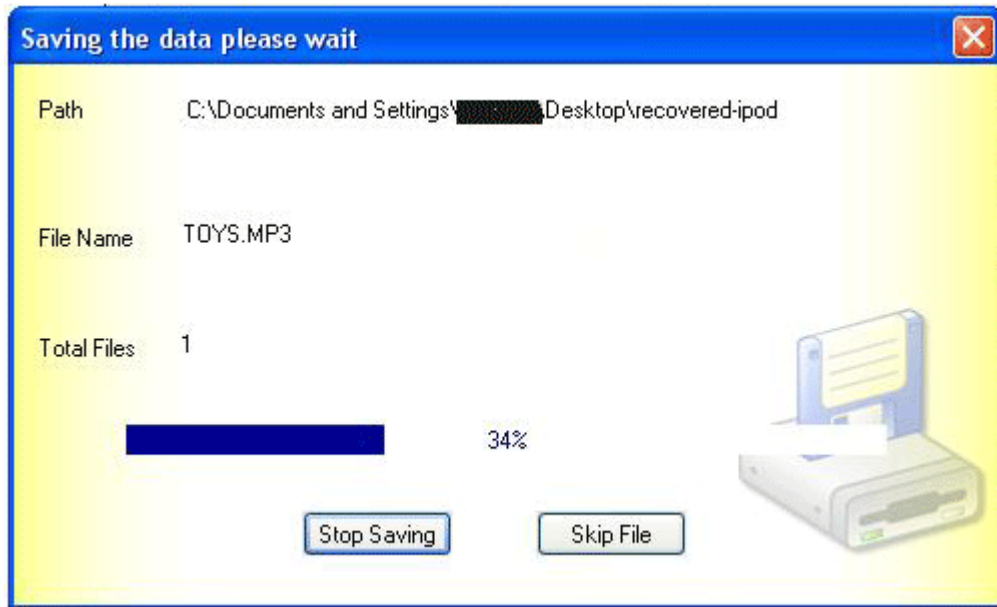 Saving the data please wait
Path C:\Documents and Settings\ \Desktop\recovered-ipod
File Name TOYS.MP3
Total Files 1
34%
Stop Saving Skip File